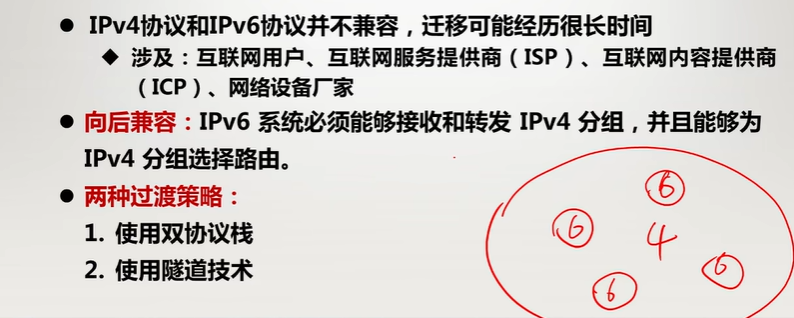 ● IPv4协议和IPv6协议并不兼容，迁移可能经历很长时间
◆ 涉及：互联网用户、互联网服务提供商（ISP）、互联网内容提供商
（ICP）、网络设备厂家
● 向后兼容：IPv6 系统必须能够接收和转发 IPv4 分组，并且能够为
IPv4 分组选择路由。
● 两种过渡策略：
1. 使用双协议栈
2. 使用隧道技术
6
6
4
6
6